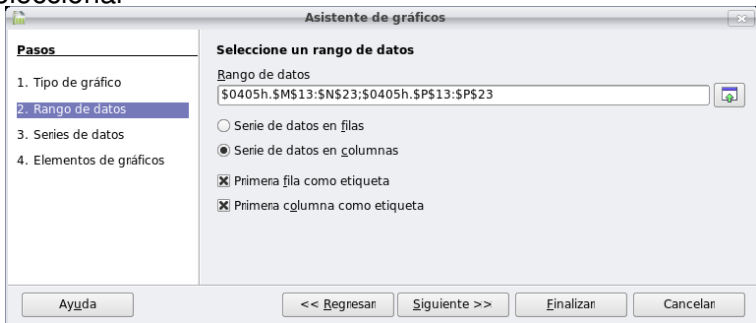 eleccionar
Asistente de gráficos
Pasos
1. Tipo de gráfico
2. Rango de datos
3. Series de datos
4. Elementos de gráficos
Seleccione un rango de datos
Rango de datos
$0405h.$M$13:$N$23;$0405h.$P$13:$P$23
Serie de datos en filas
Serie de datos en columnas
Primera fila como etiqueta
Primera columna como etiqueta
Ayuda
<< Regresar
Siguiente >>
Finalizar
Cancelar